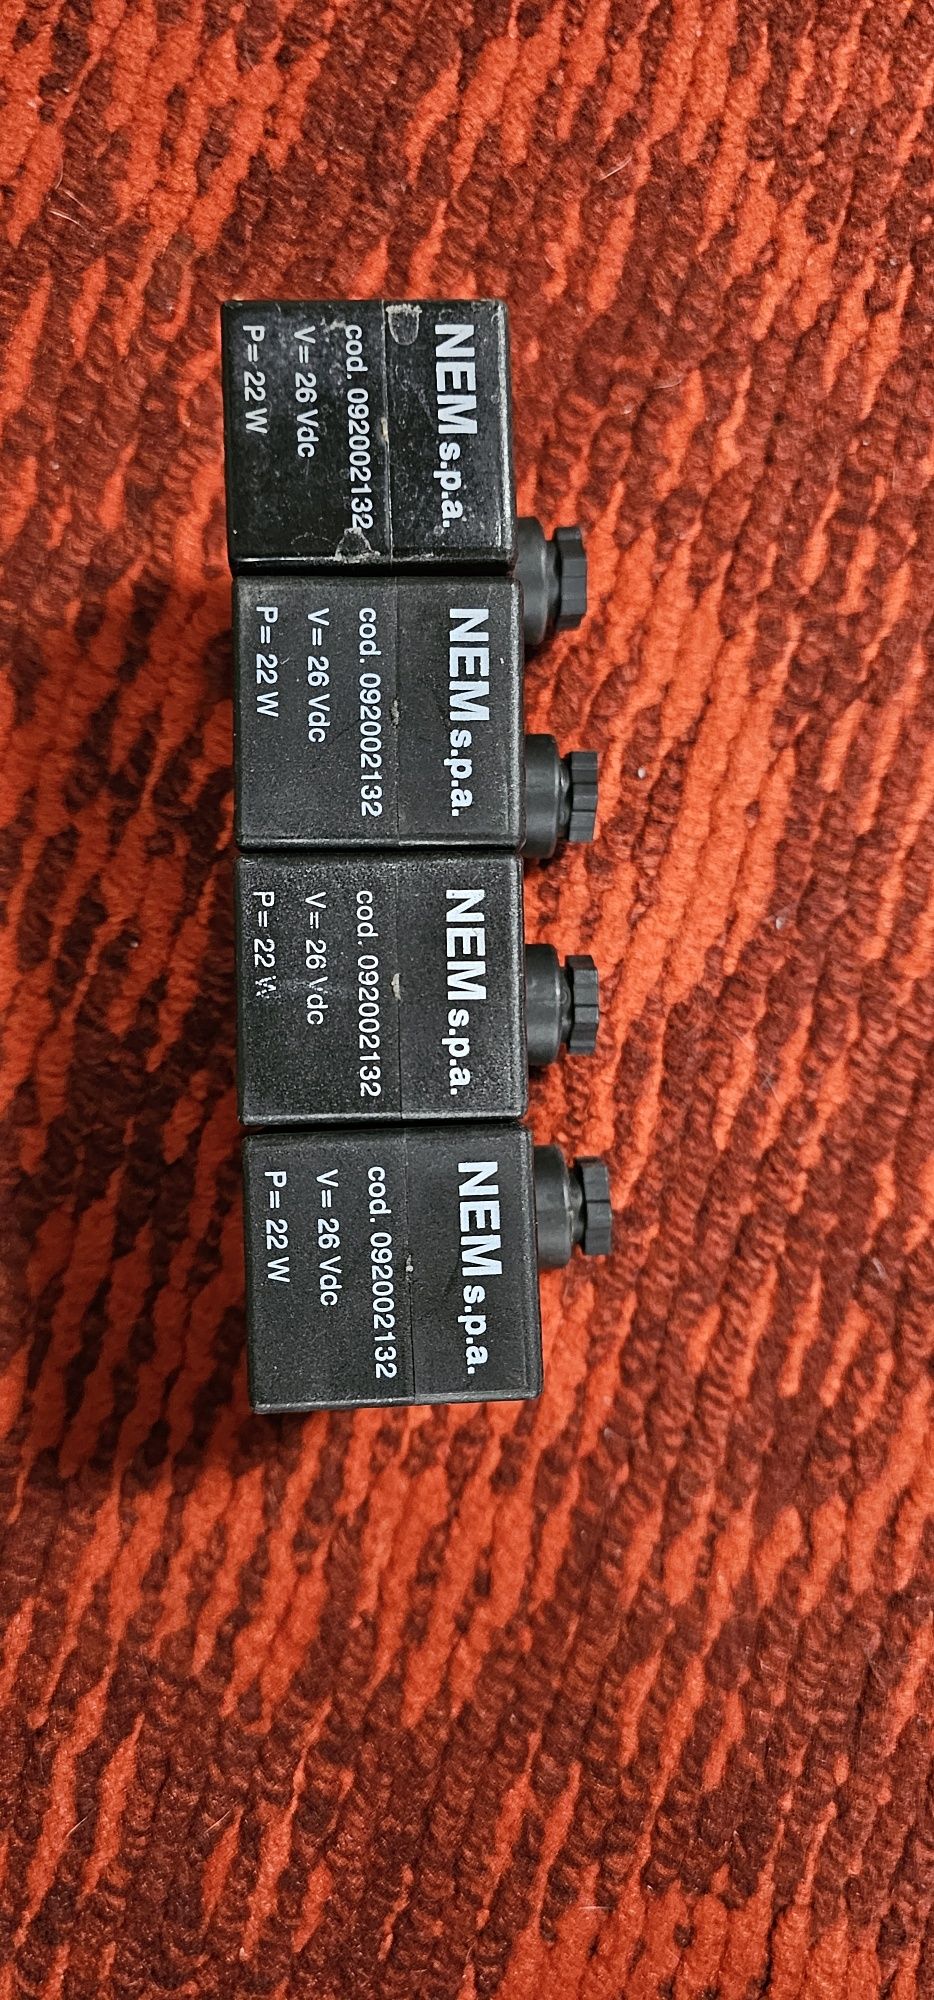 NEM s.p.a.
cod. 092002132
V= 26 Vdc
P= 22 W
NEM s.p.a.
cod. 092002132
V= 26 Vdc
P= 22 W
NEM s.p.a.
cod. 092002132
V= 26 Vdc
P= 22 W
NEM s.p.a.
cod. 092002132
V= 26 Vdc
P= 22 W